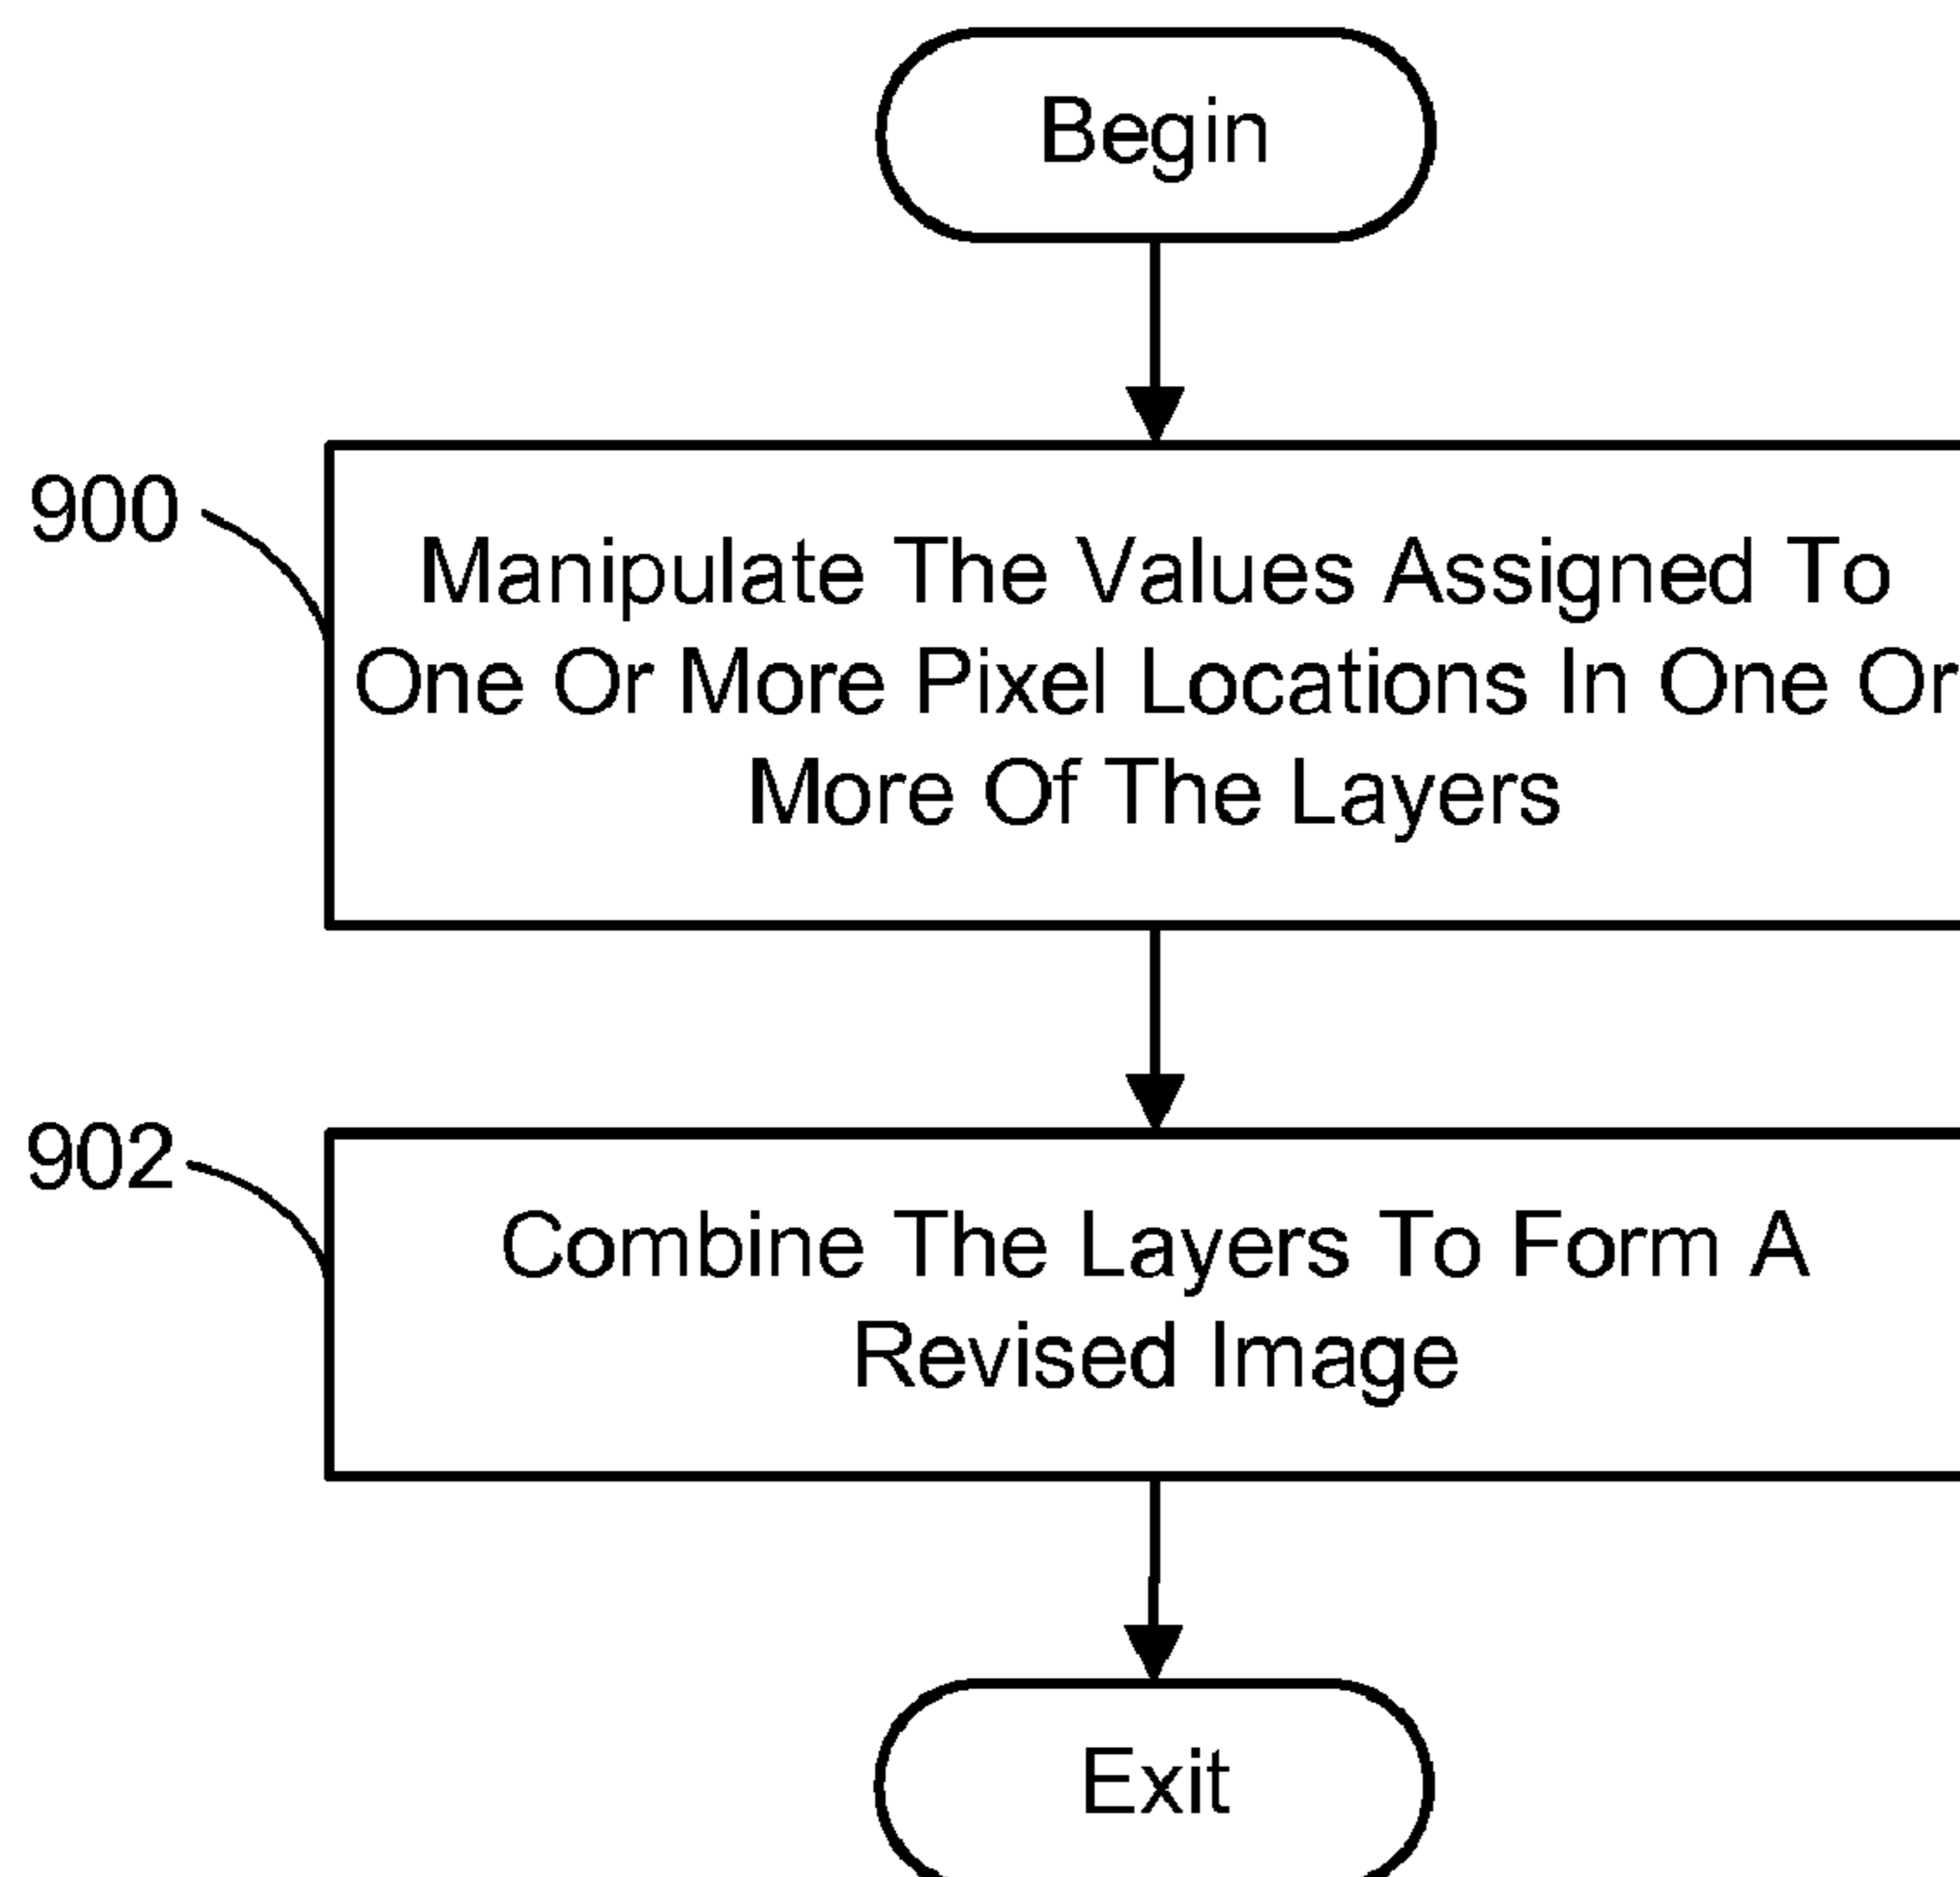 Begin
900
Manipulate The Values Assigned To
One Or More Pixel Locations In One Or
More Of The Layers
902
Combine The Layers To Form A
Revised Image
Exit